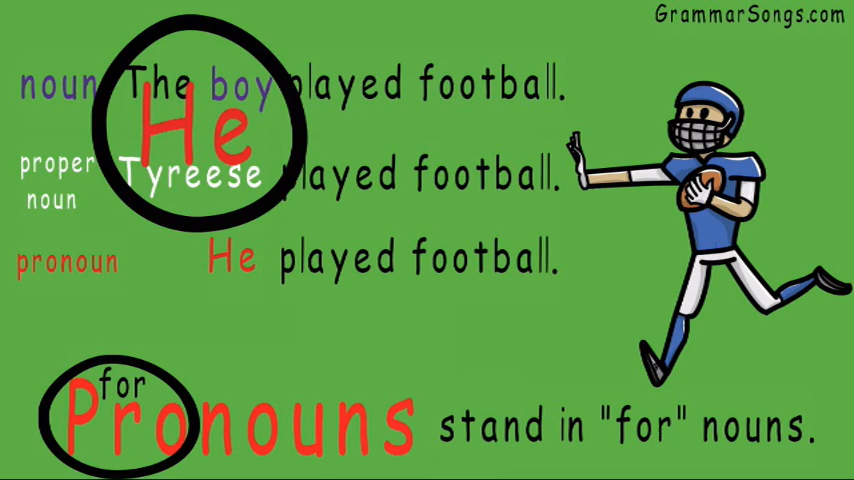 GrammarSongs.com
noun The boy played football.
He
proper noun Tyreese played football.
pronoun He played football.
for
Pronouns stand in "for" nouns.